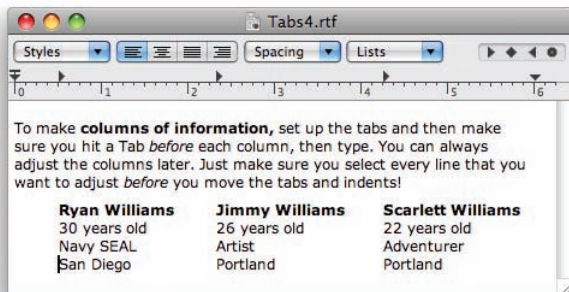 Tabs4.rtf
Styles Spacing Lists
0 1 2 3 4 5 6
To make columns of information, set up the tabs and then make
sure you hit a Tab before each column, then type. You can always
adjust the columns later. Just make sure you select every line that you
want to adjust before you move the tabs and indents!
Ryan Williams Jimmy Williams Scarlett Williams
30 years old 26 years old 22 years old
Navy SEAL Artist Adventurer
San Diego Portland Portland